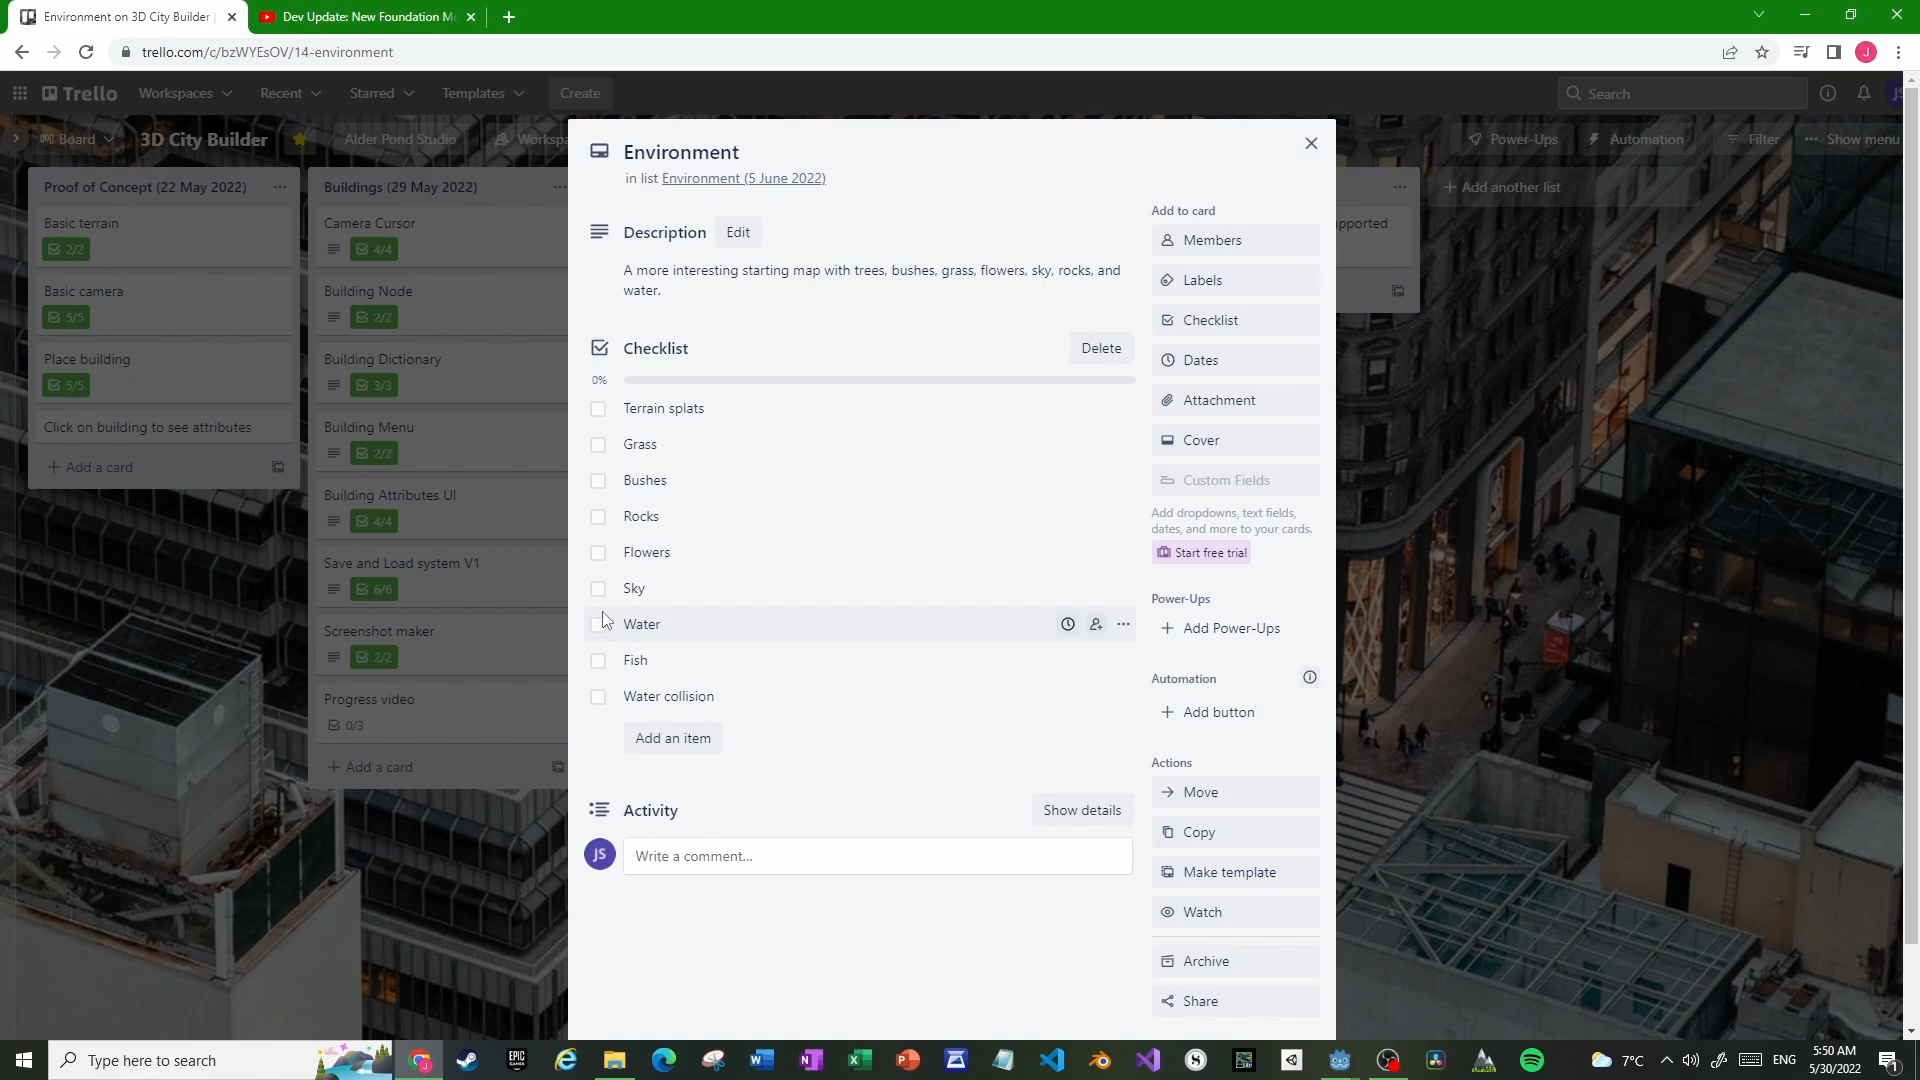 Environment on 3D City Builder |
Dev Update: New Foundation Mo
trello.com/c/bzWYEsOV/14-environment
J
Trello
Workspaces
Recent
Starred
Templates
Create
Search
JS
Board
3D City Builder
Alder Pond Studio
Workspa
Power-Ups
Automation
Filter
Show menu
Proof of Concept (22 May 2022)
Basic terrain
2/2
Basic camera
5/5
Place building
5/5
Click on building to see attributes
Add a card
Buildings (29 May 2022)
Camera Cursor
4/4
Building Node
2/2
Building Dictionary
3/3
Building Menu
2/2
Building Attributes UI
4/4
Save and Load system V1
6/6
Screenshot maker
2/2
Progress video
0/3
Add a card
Environment
in list Environment (5 June 2022)
Description
Edit
A more interesting starting map with trees, bushes, grass, flowers, sky, rocks, and
water.
Checklist
Delete
0%
Terrain splats
Grass
Bushes
Rocks
Flowers
Sky
Water
Fish
Water collision
Add an item
Activity
Show details
JS
Write a comment...
Add to card
Members
Labels
Checklist
Dates
Attachment
Cover
Custom Fields
Add dropdowns, text fields,
dates, and more to your cards.
Start free trial
Power-Ups
Add Power-Ups
Automation
Add button
Actions
Move
Copy
Make template
Watch
Archive
Share
pported
Add another list
Type here to search
EPIC
GAMES
7°C
ENG
5:50 AM
5/30/2022
1